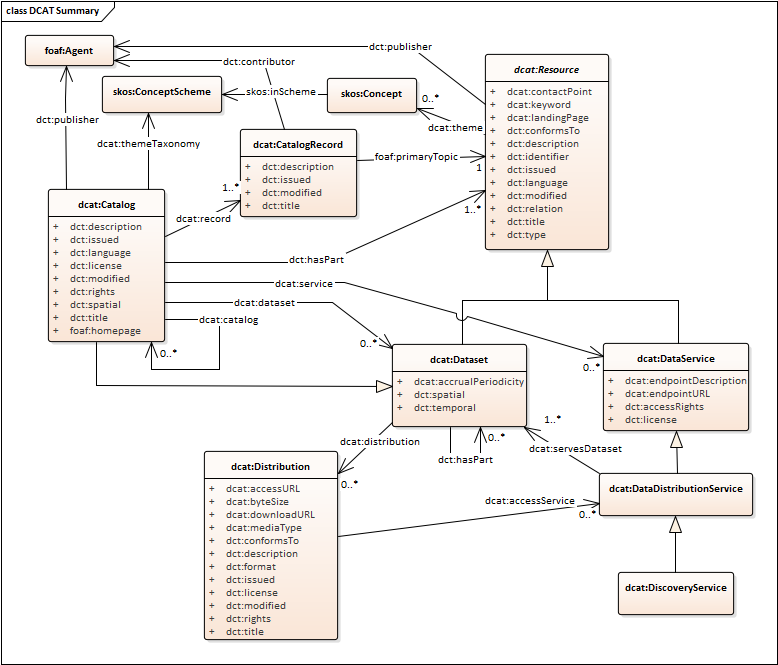 class DCAT Summary
foaf:Agent
dct:publisher
dct:contributor
dcat:Resource
+ dcat:contactPoint
+ dcat:keyword
+ dcat:landingPage
+ dct:conformsTo
+ dct:description
+ dct:identifier
+ dct:issued
+ dct:language
+ dct:modified
+ dct:relation
+ dct:title
+ dct:type
skos:ConceptScheme
skos:inScheme
skos:Concept
0..*
dcat:theme
dct:publisher
dcat:themeTaxonomy
dcat:CatalogRecord
+ dct:description
+ dct:issued
+ dct:modified
+ dct:title
foaf:primaryTopic
1
1..*
dcat:record
1..*
dcat:Catalog
+ dct:description
+ dct:issued
+ dct:language
+ dct:license
+ dct:modified
+ dct:rights
+ dct:spatial
+ dct:title
+ foaf:homepage
dct:hasPart
dcat:service
dcat:dataset
dcat:catalog
0..*
0..*
0..*
dcat:Dataset
+ dcat:accrualPeriodicity
+ dct:spatial
+ dct:temporal
dcat:DataService
+ dcat:endpointDescription
+ dcat:endpointURL
+ dct:accessRights
+ dct:license
1..*
0..*
dct:hasPart
dcat:servesDataset
dcat:distribution
0..*
dcat:Distribution
+ dcat:accessURL
+ dcat:byteSize
+ dcat:downloadURL
+ dcat:mediaType
+ dct:conformsTo
+ dct:description
+ dct:format
+ dct:issued
+ dct:license
+ dct:modified
+ dct:rights
+ dct:title
dcat:accessService
0..*
dcat:DataDistributionService
dcat:DiscoveryService